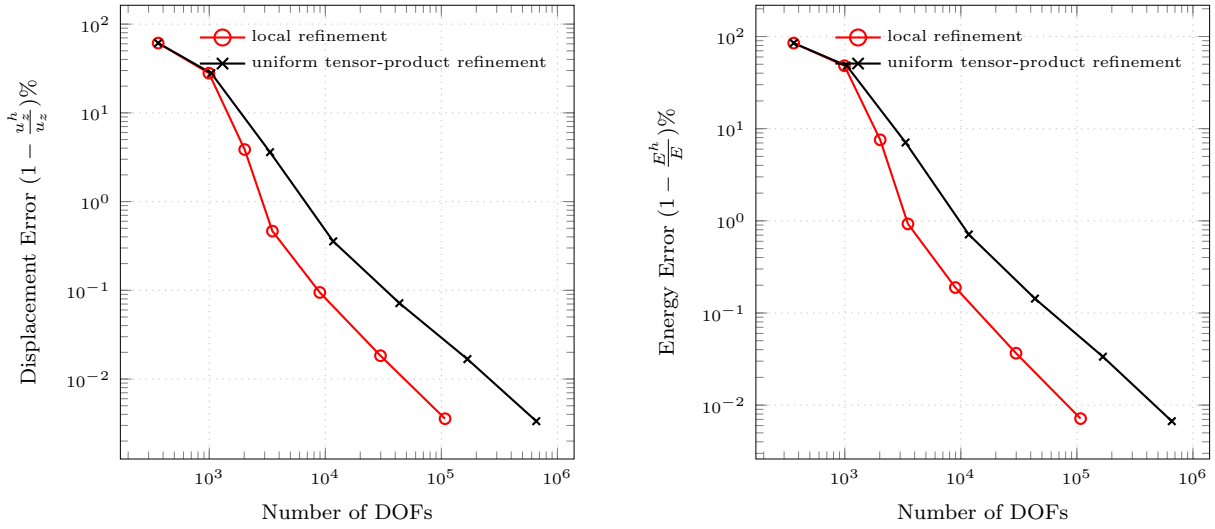 10^2
10^1
10^0
10^{-1}
10^{-2}
10^3
10^4
10^5
10^6
Number of DOFs
Displacement Error (1 − \frac{u_z^h}{u_z})%
local refinement
uniform tensor-product refinement
10^2
10^1
10^0
10^{-1}
10^{-2}
10^3
10^4
10^5
10^6
Number of DOFs
Energy Error (1 − \frac{E^h}{E})%
local refinement
uniform tensor-product refinement